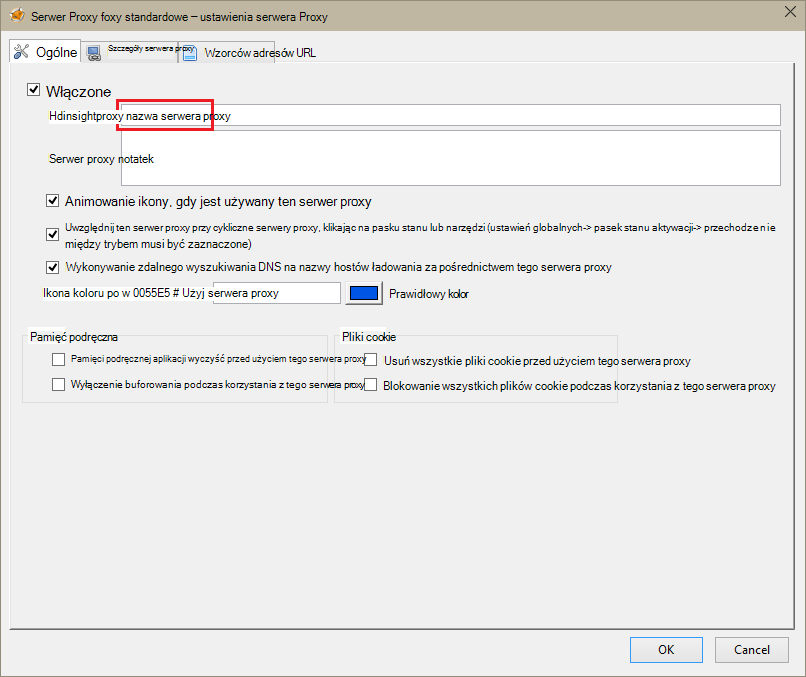 Serwer Proxy foxy standardowe – ustawienia serwera Proxy
Ogólne
Szczegóły serwera proxy
Wzorców adresów URL
Włączone
Hdinsightproxy nazwa serwera proxy
Serwer proxy notatek
Animowanie ikony, gdy jest używany ten serwer proxy
Uwzględnij ten serwer proxy przy cykliczne serwery proxy, klikając na pasku stanu lub narzędzi (ustawień globalnych-> pasek stanu aktywacji-> przechodzenie
między trybem musi być zaznaczone)
Wykonywanie zdalnego wyszukiwania DNS na nazwy hostów ładowania za pośrednictwem tego serwera proxy
Ikona koloru po w 0055E5 # Użyj serwera proxy
Prawidłowy kolor
Pamięć podręczna
Pliki cookie
Pamięci podręcznej aplikacji wyczyść przed użyciem tego serwera proxy
Usuń wszystkie pliki cookie przed użyciem tego serwera proxy
Wyłączenie buforowania podczas korzystania z tego serwera proxy
Blokowanie wszystkich plików cookie podczas korzystania z tego serwera proxy
OK
Cancel